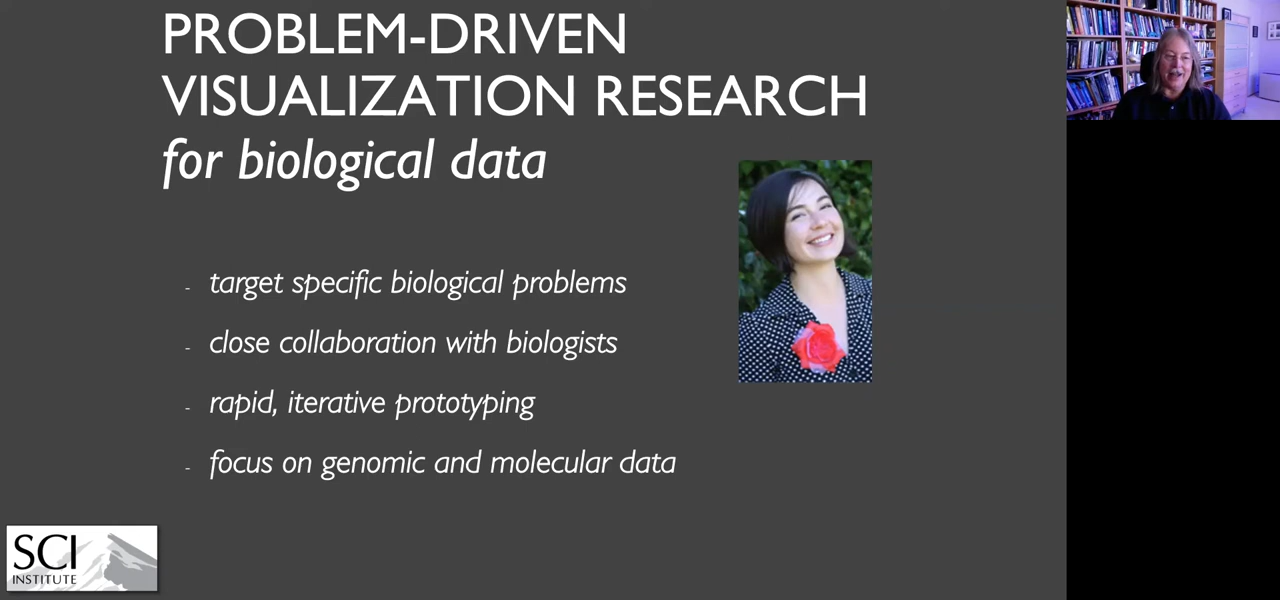 PROBLEM-DRIVEN
VISUALIZATION RESEARCH
for biological data
- target specific biological problems
- close collaboration with biologists
- rapid, iterative prototyping
- focus on genomic and molecular data
SCI
INSTITUTE